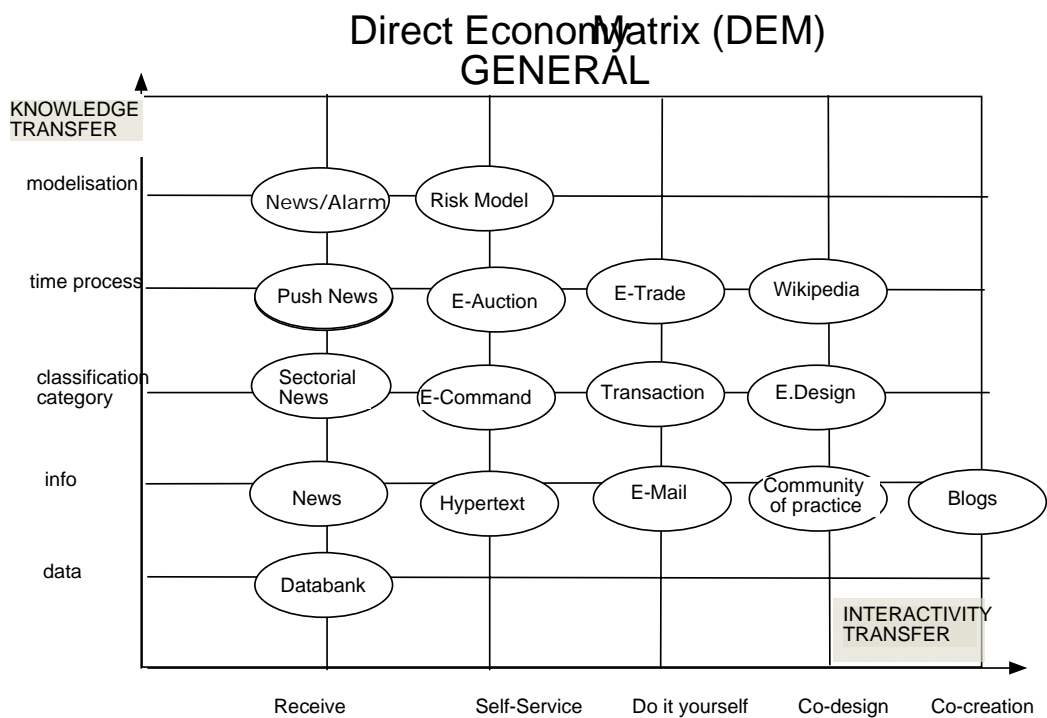 Direct Economy Matrix (DEM)
GENERAL
KNOWLEDGE
TRANSFER
modelisation
News/Alarm
Risk Model
time process
Push News
E-Auction
E-Trade
Wikipedia
classification
category
Sectorial
News
E-Command
Transaction
E.Design
info
News
Hypertext
E-Mail
Community
of practice
Blogs
data
Databank
INTERACTIVITY
TRANSFER
Receive
Self-Service
Do it yourself
Co-design
Co-creation